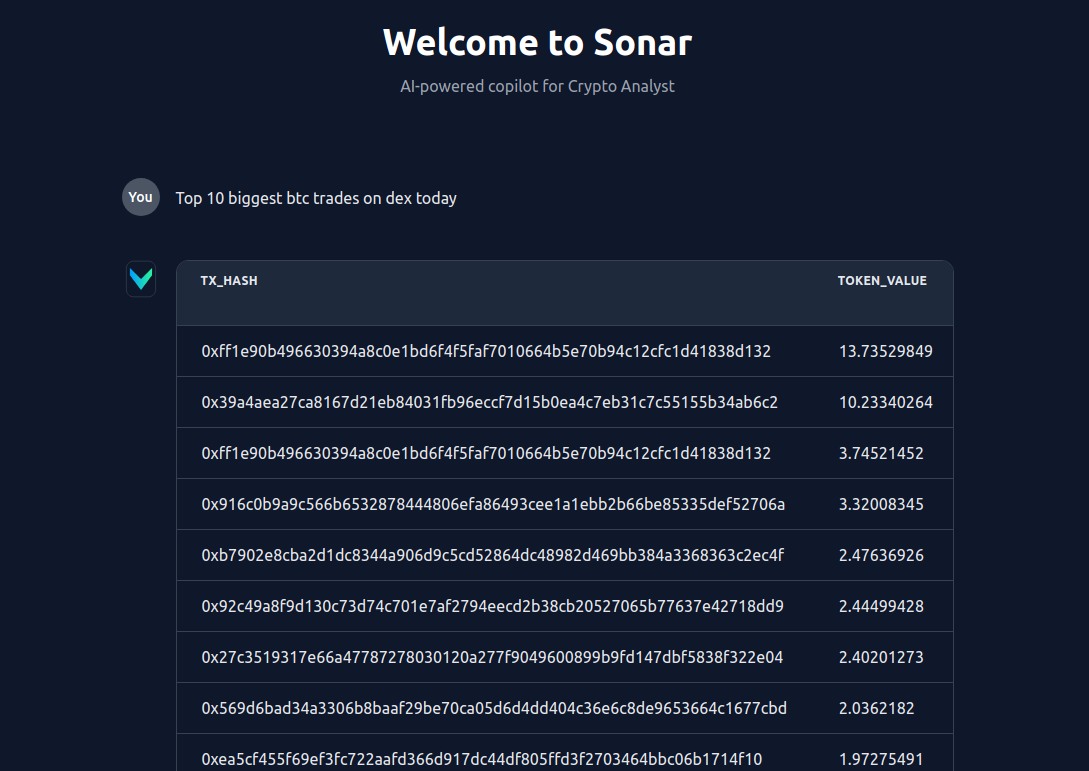 Welcome to Sonar
AI-powered copilot for Crypto Analyst
You
Top 10 biggest btc trades on dex today
TX_HASH TOKEN_VALUE
0xff1e90b496630394a8c0e1bd6f4f5faf7010664b5e70b94c12cfc1d41838d132 13.73529849
0x39a4aea27ca8167d21eb84031fb96eccf7d15b0ea4c7eb31c7c55155b34ab6c2 10.23340264
0xff1e90b496630394a8c0e1bd6f4f5faf7010664b5e70b94c12cfc1d41838d132 3.74521452
0x916c0b9a9c566b6532878444806efa86493cee1a1ebb2b66be85335def52706a 3.32008345
0xb7902e8cba2d1dc8344a906d9c5cd52864dc48982d469bb384a3368363c2ec4f 2.47636926
0x92c49a8f9d130c73d74c701e7af2794eecd2b38cb20527065b77637e42718dd9 2.44499428
0x27c3519317e66a47787278030120a277f9049600899b9fd147dbf5838f322e04 2.40201273
0x569d6bad34a3306b8baaf29be70ca05d6d4dd404c36e6c8de9653664c1677cbd 2.0362182
0xea5cf455f69ef3fc722aafd366d917dc44df805ffd3f2703464bbc06b1714f10 1.97275491